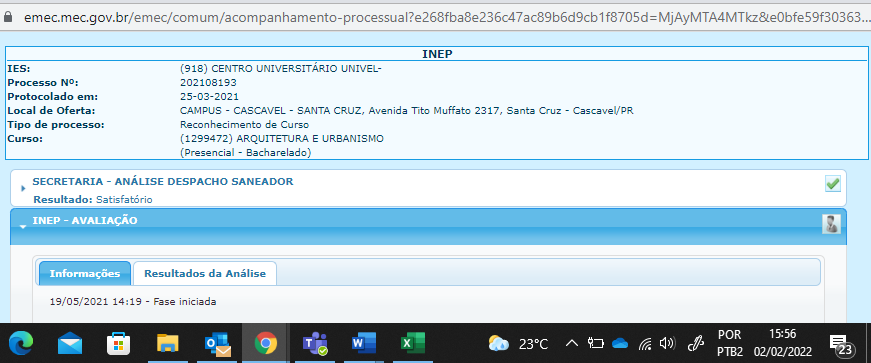 emec.mec.gov.br/emec/comum/acompanhamento-processual?e268fba8e236c47ac89b6d9cb1f8705d=MjAyMTA4MTkz&e0bfe59f30363...
INEP
IES: (918) CENTRO UNIVERSITÁRIO UNIVEL-
Processo Nº: 202108193
Protocolado em: 25-03-2021
Local de Oferta: CAMPUS - CASCAVEL - SANTA CRUZ, Avenida Tito Muffato 2317, Santa Cruz - Cascavel/PR
Tipo de processo: Reconhecimento de Curso
Curso: (1299472) ARQUITETURA E URBANISMO
(Presencial - Bacharelado)
SECRETARIA - ANÁLISE DESPACHO SANEADOR
Resultado: Satisfatório
INEP - AVALIAÇÃO
Informações Resultados da Análise
19/05/2021 14:19 - Fase iniciada
23°C POR 15:56
PTB2 02/02/2022 23